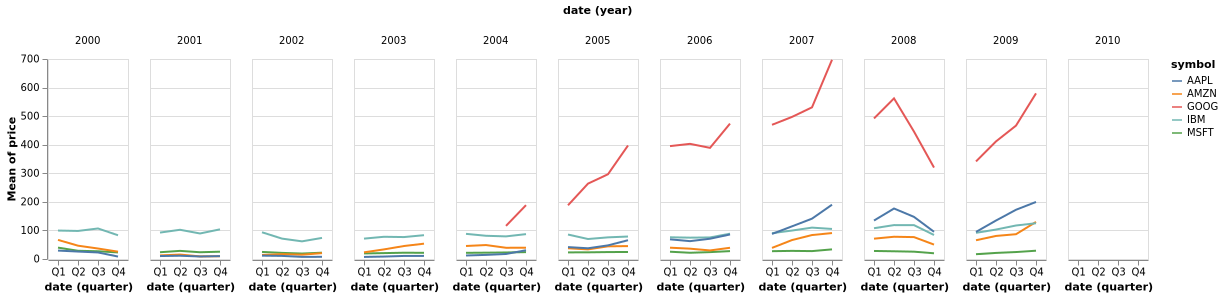 date (year)
2000 2001 2002 2003 2004 2005 2006 2007 2008 2009 2010
Mean of price
700
600
500
400
300
200
100
0
Q1 Q2 Q3 Q4 Q1 Q2 Q3 Q4 Q1 Q2 Q3 Q4 Q1 Q2 Q3 Q4 Q1 Q2 Q3 Q4 Q1 Q2 Q3 Q4 Q1 Q2 Q3 Q4 Q1 Q2 Q3 Q4 Q1 Q2 Q3 Q4 Q1 Q2 Q3 Q4 Q1 Q2 Q3 Q4
date (quarter) date (quarter) date (quarter) date (quarter) date (quarter) date (quarter) date (quarter) date (quarter) date (quarter) date (quarter) date (quarter)
symbol
AAPL
AMZN
GOOG
IBM
MSFT